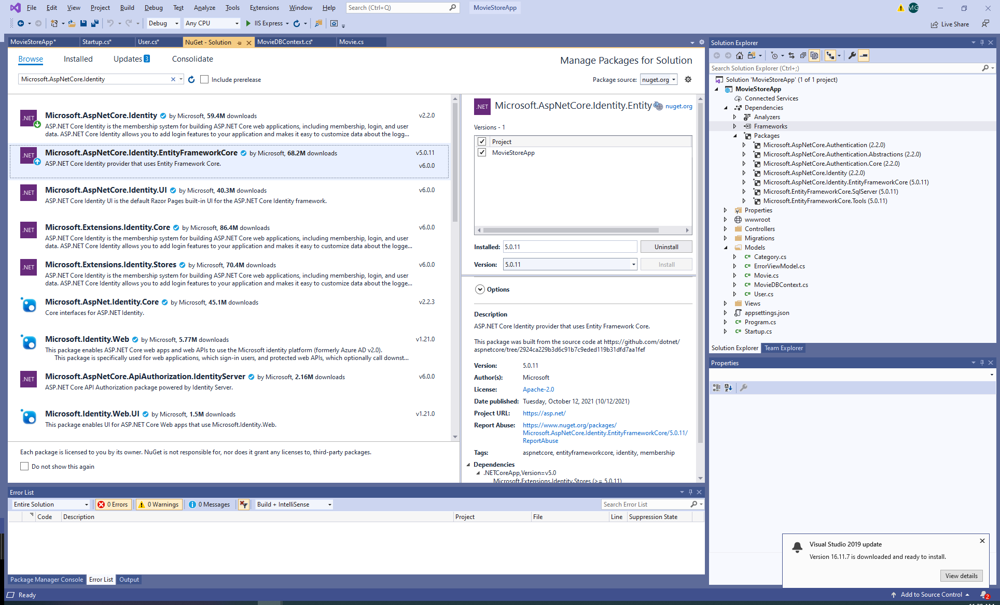 File Edit View Project Build Debug Test Analyze Tools Extensions Window Help Search (Ctrl+Q) MovieStoreApp MG
Debug Any CPU IIS Express Live Share
MovieStoreApp* Startup.cs* User.cs* NuGet - Solution MovieDBContext.cs* Movie.cs
Browse Installed Updates 3 Consolidate
Manage Packages for Solution
Microsoft.AspNetCore.Identity Include prerelease
Package source: nuget.org
.NET
Microsoft.AspNetCore.Identity by Microsoft, 59.4M downloads v2.2.0
ASP.NET Core Identity is the membership system for building ASP.NET Core web applications, including membership, login, and user
data. ASP.NET Core Identity allows you to add login features to your application and makes it easy to customize data about the logg...
.NET
Microsoft.AspNetCore.Identity.EntityFrameworkCore by Microsoft, 68.2M downloads v5.0.11
ASP.NET Core Identity provider that uses Entity Framework Core. v6.0.0
.NET
Microsoft.AspNetCore.Identity.UI by Microsoft, 40.3M downloads v6.0.0
ASP.NET Core Identity UI is the default Razor Pages built-in UI for the ASP.NET Core Identity framework.
.NET
Microsoft.Extensions.Identity.Core by Microsoft, 86.4M downloads v6.0.0
ASP.NET Core Identity is the membership system for building ASP.NET Core web applications, including membership, login, and user
data. ASP.NET Core Identity allows you to add login features to your application and makes it easy to customize data about the logge...
.NET
Microsoft.Extensions.Identity.Stores by Microsoft, 70.4M downloads v6.0.0
ASP.NET Core Identity is the membership system for building ASP.NET Core web applications, including membership, login, and user
data. ASP.NET Core Identity allows you to add login features to your application and makes it easy to customize data about the logge...
Microsoft.AspNet.Identity.Core by Microsoft, 45.1M downloads v2.2.3
Core interfaces for ASP.NET Identity.
Microsoft.Identity.Web by Microsoft, 5.77M downloads v1.21.0
This package enables ASP.NET Core web apps and web APIs to use the Microsoft identity platform (formerly Azure AD v2.0).
This package is specifically used for web applications, which sign-in users, and protected web APIs, which optionally call downst...
.NET
Microsoft.AspNetCore.ApiAuthorization.IdentityServer by Microsoft, 2.16M downloads v6.0.0
ASP.NET Core API Authorization package powered by Identity Server.
Microsoft.Identity.Web.UI by Microsoft, 1.5M downloads v1.21.0
This package enables UI for ASP.NET Core Web apps that use Microsoft.Identity.Web.
Each package is licensed to you by its owner. NuGet is not responsible for, nor does it grant any licenses to, third-party packages.
Do not show this again
.NET Microsoft.AspNetCore.Identity.Entity nuget.org
Versions - 1
Project
MovieStoreApp
Installed: 5.0.11 Uninstall
Version: 5.0.11 Install
Options
Description
ASP.NET Core Identity provider that uses Entity Framework Core.
This package was built from the source code at https://github.com/dotnet/
aspnetcore/tree/2924ca229b3d6c91b7c9eded119b31dfd7aa1fef
Version: 5.0.11
Author(s): Microsoft
License: Apache-2.0
Date published: Tuesday, October 12, 2021 (10/12/2021)
Project URL: https://asp.net/
Report Abuse: https://www.nuget.org/packages/
Microsoft.AspNetCore.Identity.EntityFrameworkCore/5.0.11/
ReportAbuse
Tags: aspnetcore, entityframeworkcore, identity, membership
Dependencies
.NETCoreApp,Version=v5.0
Microsoft.Extensions.Identity.Stores (>= 5.0.11)
Solution Explorer
Search Solution Explorer (Ctrl+;)
Solution 'MovieStoreApp' (1 of 1 project)
MovieStoreApp
Connected Services
Dependencies
Analyzers
Frameworks
Packages
Microsoft.AspNetCore.Authentication (2.2.0)
Microsoft.AspNetCore.Authentication.Abstractions (2.2.0)
Microsoft.AspNetCore.Authentication.Core (2.2.0)
Microsoft.AspNetCore.Identity (2.2.0)
Microsoft.AspNetCore.Identity.EntityFrameworkCore (5.0.11)
Microsoft.EntityFrameworkCore.SqlServer (5.0.11)
Microsoft.EntityFrameworkCore.Tools (5.0.11)
Properties
wwwroot
Controllers
Migrations
Models
C# Category.cs
C# ErrorViewModel.cs
C# Movie.cs
C# MovieDBContext.cs
C# User.cs
Views
appsettings.json
C# Program.cs
C# Startup.cs
Solution Explorer Team Explorer
Properties
Error List
Entire Solution 0 Errors 0 Warnings 0 Messages Build + IntelliSense Search Error List
Code Description Project File Line Suppression State
Package Manager Console Error List Output
Visual Studio 2019 update
Version 16.11.7 is downloaded and ready to install.
View details
Ready Add to Source Control 2